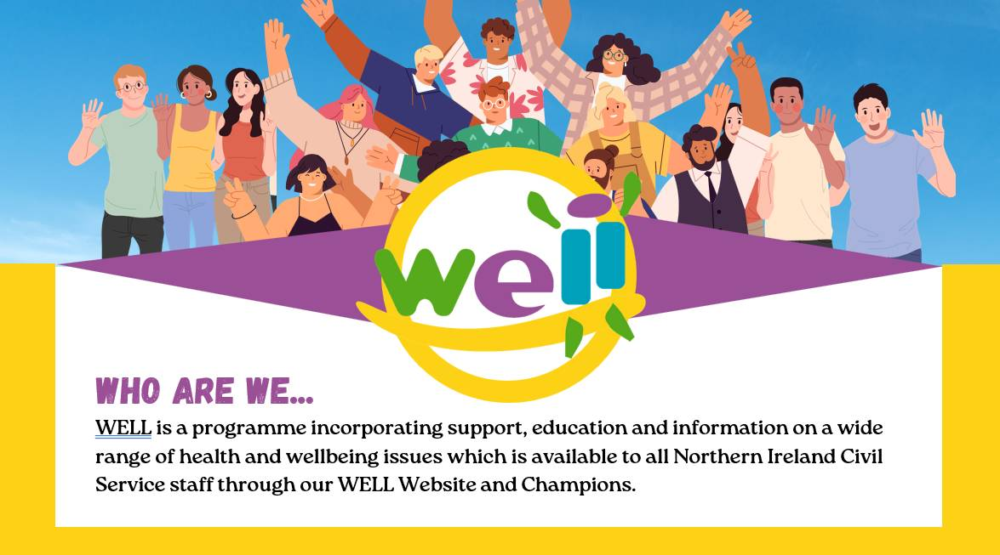 well
WHO ARE WE...
WELL is a programme incorporating support, education and information on a wide
range of health and wellbeing issues which is available to all Northern Ireland Civil
Service staff through our WELL Website and Champions.